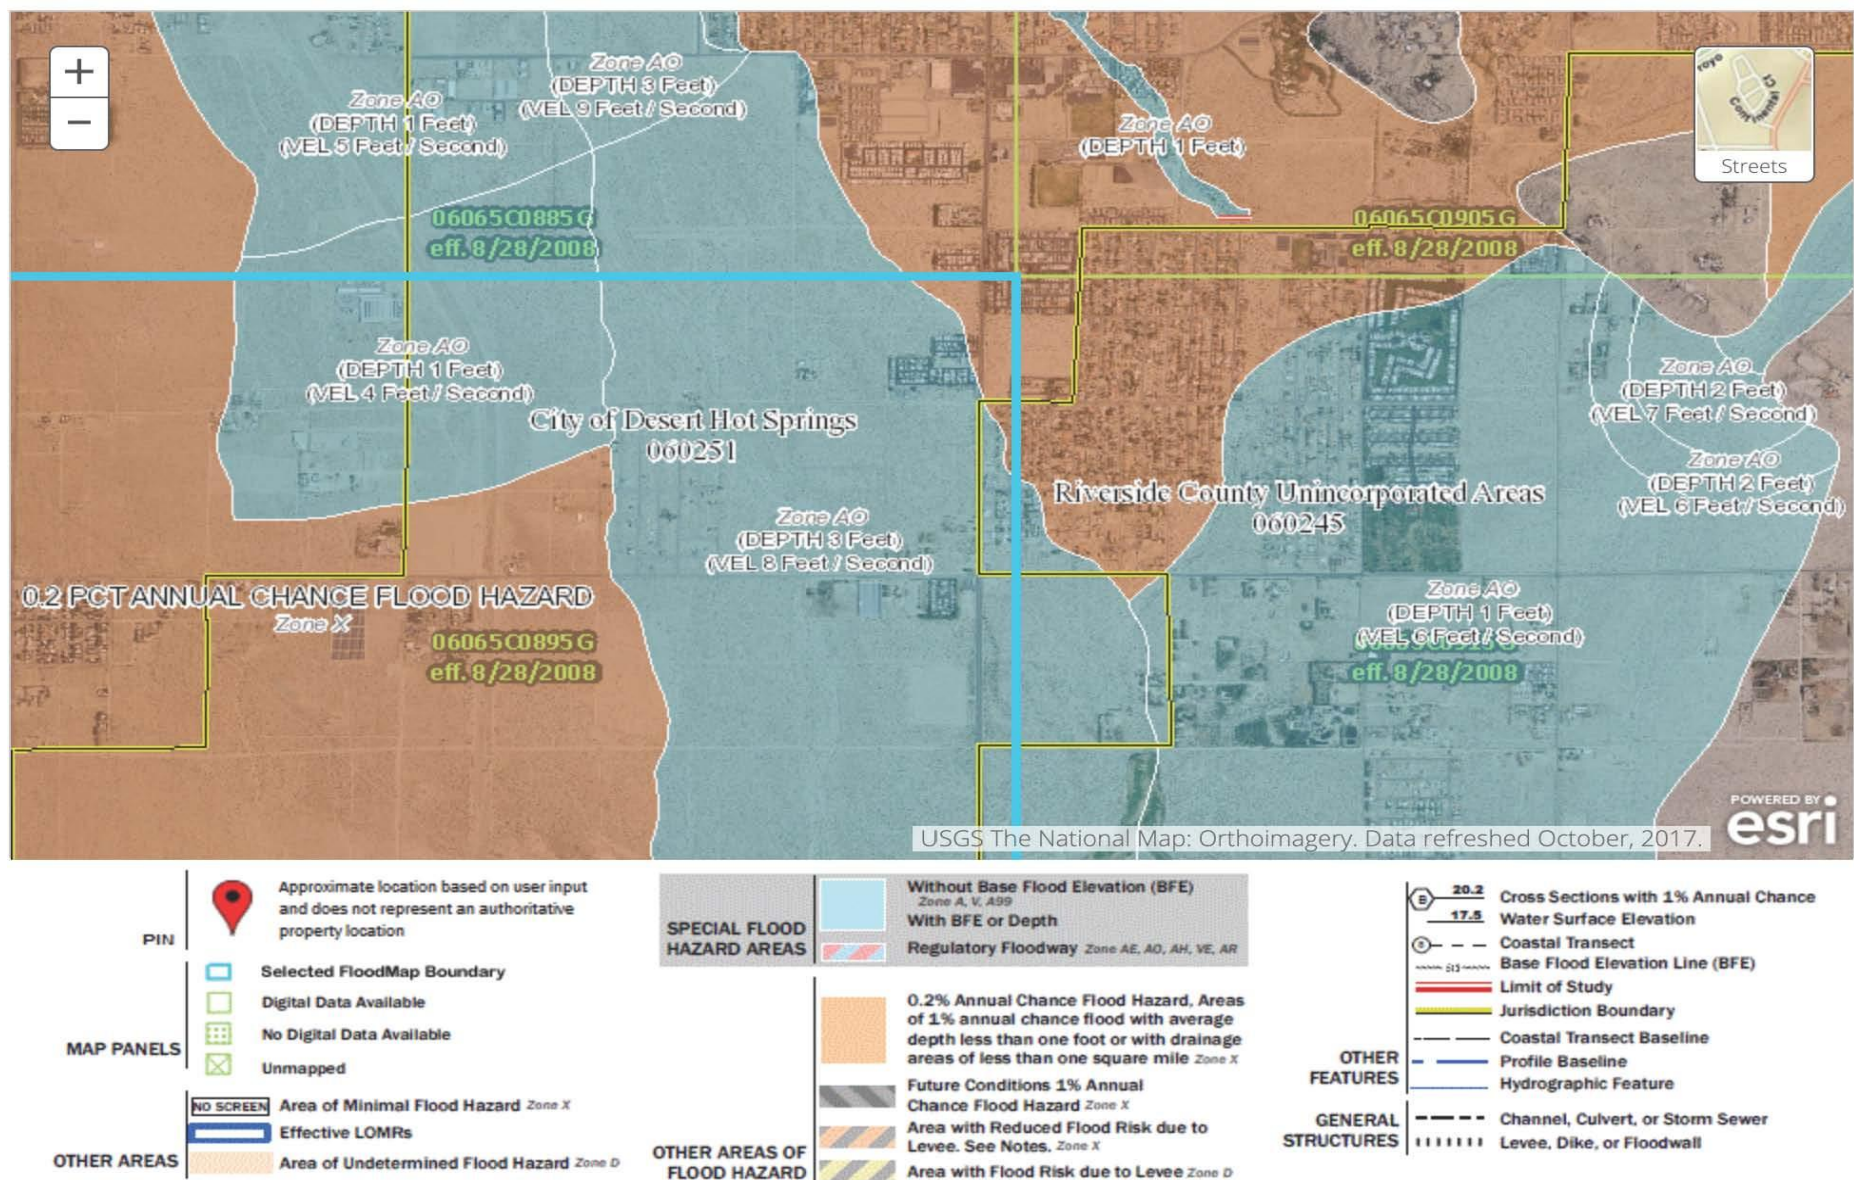 +
−
Zone AO
(DEPTH 1 Feet)
(VEL 5 Feet / Second)
Zone AO
(DEPTH 3 Feet)
(VEL 9 Feet / Second)
Zone AO
(DEPTH 1 Feet)
royo
Continental Ct
Streets
06065C0885G
eff. 8/28/2008
06065C0905G
eff. 8/28/2008
Zone AO
(DEPTH 1 Feet)
(VEL 4 Feet / Second)
City of Desert Hot Springs
060251
Zone AO
(DEPTH 2 Feet)
(VEL 7 Feet / Second)
Zone AO
(DEPTH 2 Feet)
(VEL 6 Feet / Second)
Riverside County Unincorporated Areas
060245
Zone AO
(DEPTH 3 Feet)
(VEL 8 Feet / Second)
0.2 PCT ANNUAL CHANCE FLOOD HAZARD
Zone X
06065C0895G
eff. 8/28/2008
Zone AO
(DEPTH 1 Feet)
(VEL 6 Feet / Second)
eff. 8/28/2008
POWERED BY
esri
USGS The National Map: Orthoimagery. Data refreshed October, 2017.
PIN
Approximate location based on user input
and does not represent an authoritative
property location
MAP PANELS
Selected FloodMap Boundary
Digital Data Available
No Digital Data Available
Unmapped
OTHER AREAS
NO SCREEN Area of Minimal Flood Hazard Zone X
Effective LOMRs
Area of Undetermined Flood Hazard Zone D
SPECIAL FLOOD
HAZARD AREAS
Without Base Flood Elevation (BFE)
Zone A, V, A99
With BFE or Depth
Regulatory Floodway Zone AE, AO, AH, VE, AR
OTHER AREAS OF
FLOOD HAZARD
0.2% Annual Chance Flood Hazard, Areas
of 1% annual chance flood with average
depth less than one foot or with drainage
areas of less than one square mile Zone X
Future Conditions 1% Annual
Chance Flood Hazard Zone X
Area with Reduced Flood Risk due to
Levee. See Notes. Zone X
Area with Flood Risk due to Levee Zone D
OTHER
FEATURES
B 20.2 Cross Sections with 1% Annual Chance
17.5 Water Surface Elevation
Coastal Transect
513 Base Flood Elevation Line (BFE)
Limit of Study
Jurisdiction Boundary
Coastal Transect Baseline
Profile Baseline
Hydrographic Feature
GENERAL
STRUCTURES
Channel, Culvert, or Storm Sewer
Levee, Dike, or Floodwall